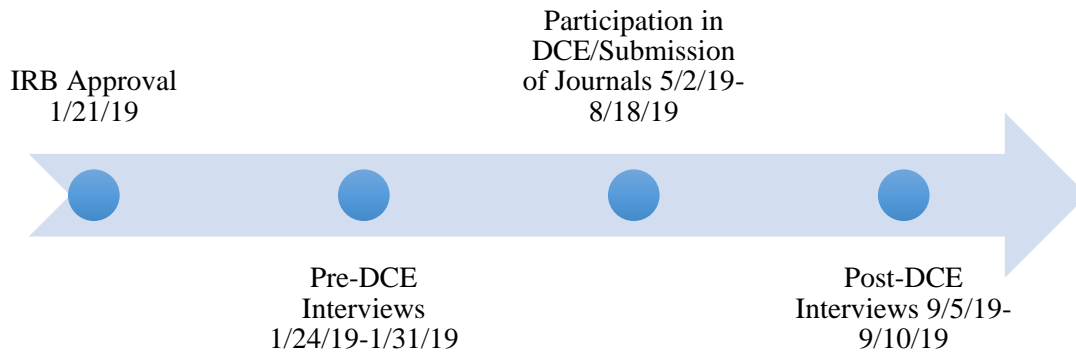 IRB Approval
1/21/19
Participation in
DCE/Submission
of Journals 5/2/19-
8/18/19
Pre-DCE
Interviews
1/24/19-1/31/19
Post-DCE
Interviews 9/5/19-
9/10/19